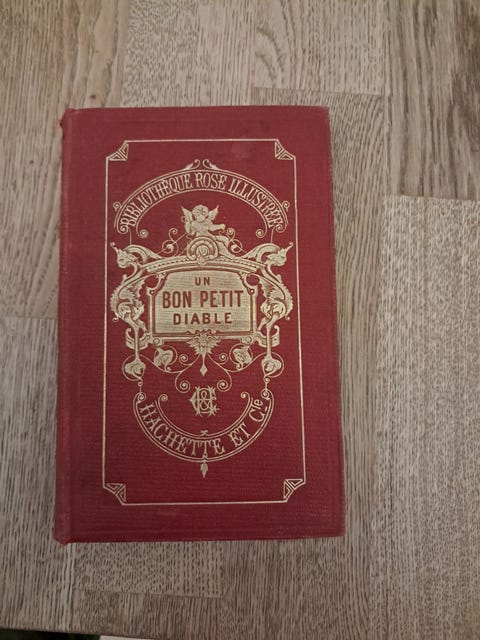 BIBLIOTHÈQUE ROSE ILLUSTRÉE
UN
BON PETIT
DIABLE
H&C
HACHETTE ET Cie